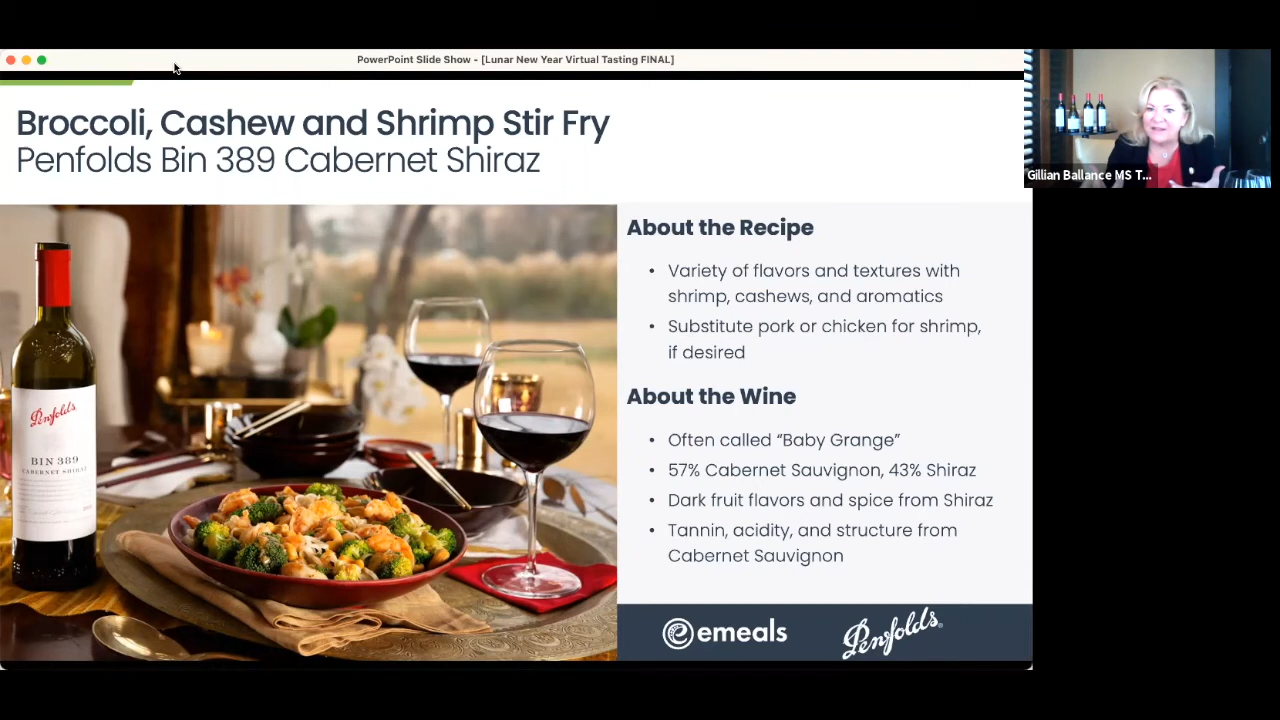 PowerPoint Slide Show - [Lunar New Year Virtual Tasting FINAL]
Broccoli, Cashew and Shrimp Stir Fry
Penfolds Bin 389 Cabernet Shiraz
Gillian Ballance MS T...
About the Recipe
• Variety of flavors and textures with
shrimp, cashews, and aromatics
• Substitute pork or chicken for shrimp,
if desired
About the Wine
• Often called “Baby Grange”
• 57% Cabernet Sauvignon, 43% Shiraz
• Dark fruit flavors and spice from Shiraz
• Tannin, acidity, and structure from
Cabernet Sauvignon
Penfolds
BIN 389
CABERNET SHIRAZ
emeals
Penfolds